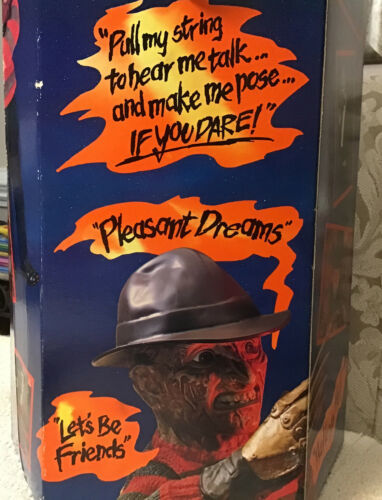 "Pull my string
to hear me talk...
and make me pose...
IF YOU DARE!"
"Pleasant Dreams"
"Let's Be
Friends"